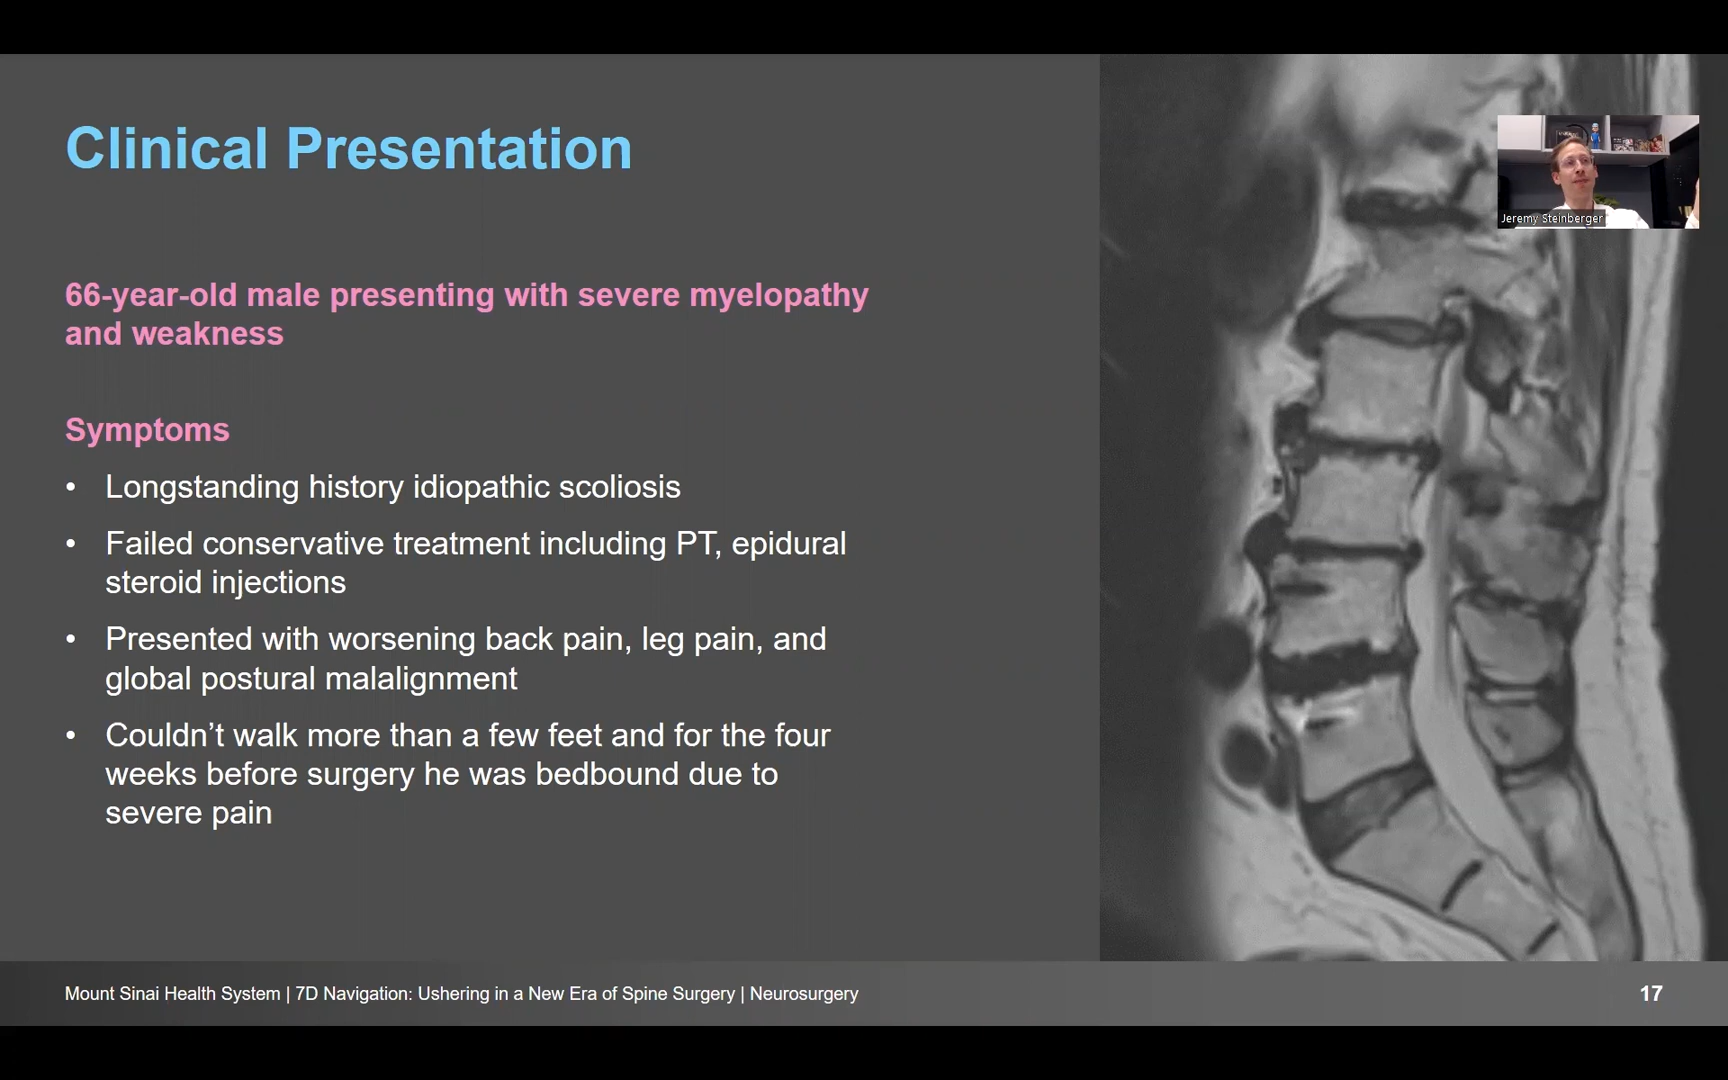 Clinical Presentation
Jeremy Steinberger
66-year-old male presenting with severe myelopathy
and weakness
Symptoms
• Longstanding history idiopathic scoliosis
• Failed conservative treatment including PT, epidural
steroid injections
• Presented with worsening back pain, leg pain, and
global postural malalignment
• Couldn’t walk more than a few feet and for the four
weeks before surgery he was bedbound due to
severe pain
Mount Sinai Health System | 7D Navigation: Ushering in a New Era of Spine Surgery | Neurosurgery
17